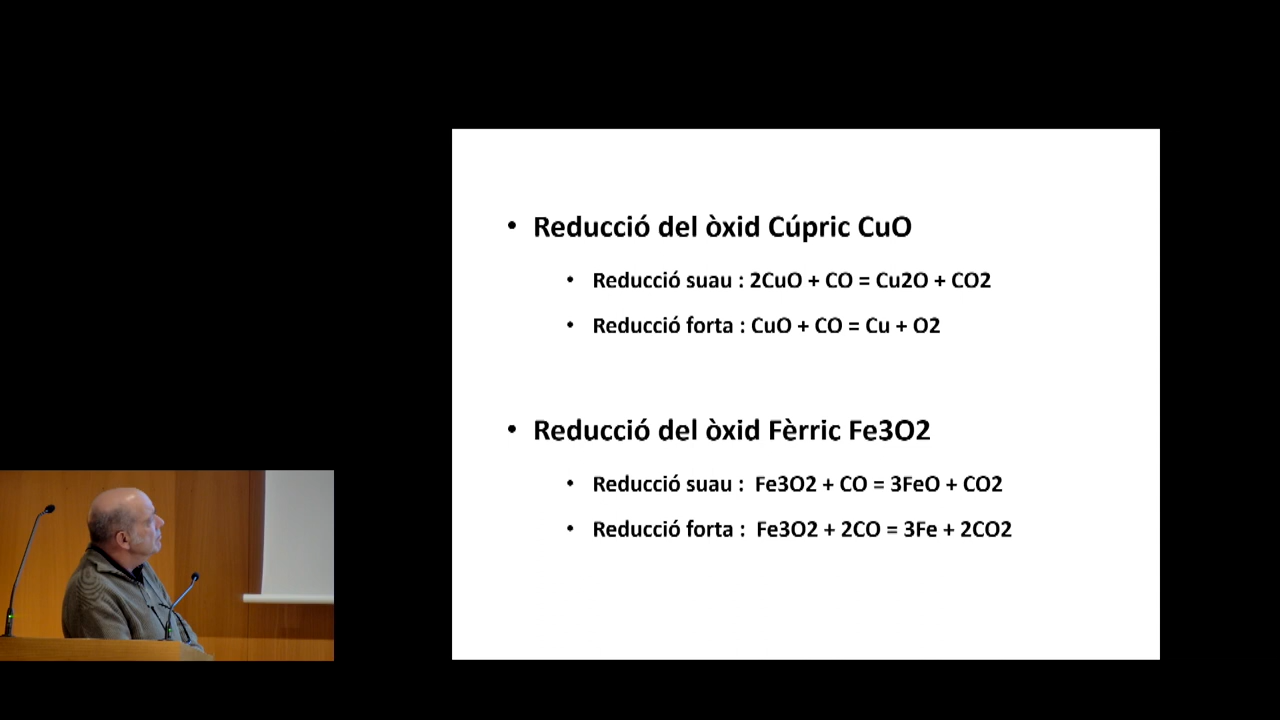 • Reducció del òxid Cúpric CuO
• Reducció suau : 2CuO + CO = Cu2O + CO2
• Reducció forta : CuO + CO = Cu + O2
• Reducció del òxid Fèrric Fe3O2
• Reducció suau : Fe3O2 + CO = 3FeO + CO2
• Reducció forta : Fe3O2 + 2CO = 3Fe + 2CO2